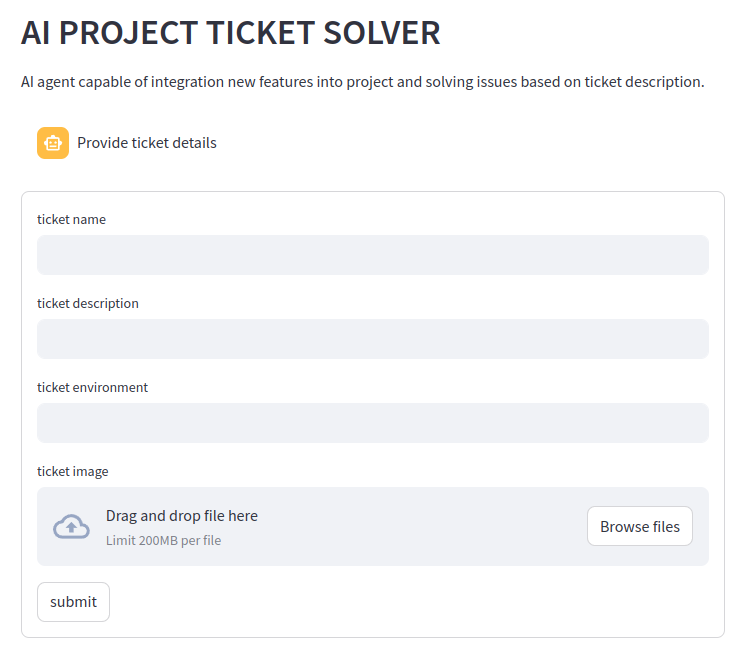 AI PROJECT TICKET SOLVER
AI agent capable of integration new features into project and solving issues based on ticket description.
Provide ticket details
ticket name
ticket description
ticket environment
ticket image
Drag and drop file here
Limit 200MB per file
Browse files
submit